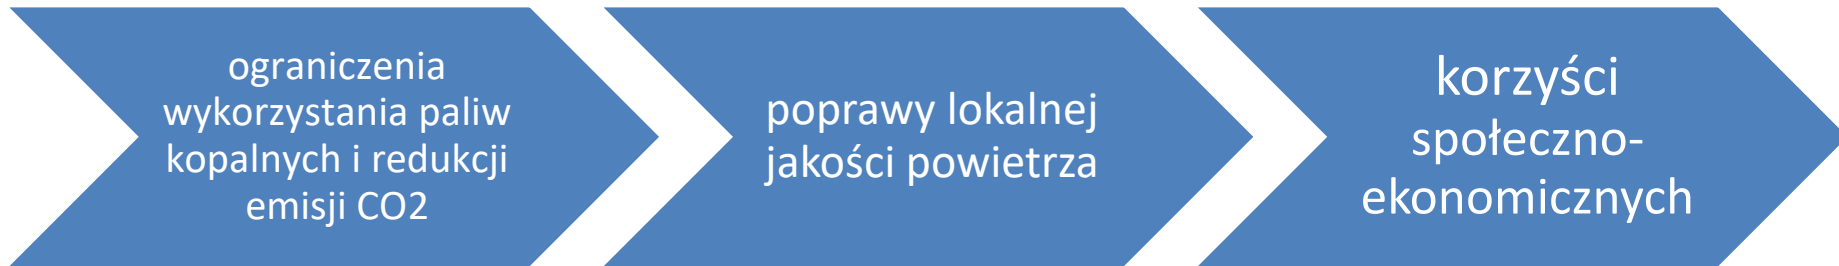 ograniczenia
wykorzystania paliw
kopalnych i redukcji
emisji CO2
poprawy lokalnej
jakości powietrza
korzyści
społeczno-
ekonomicznych